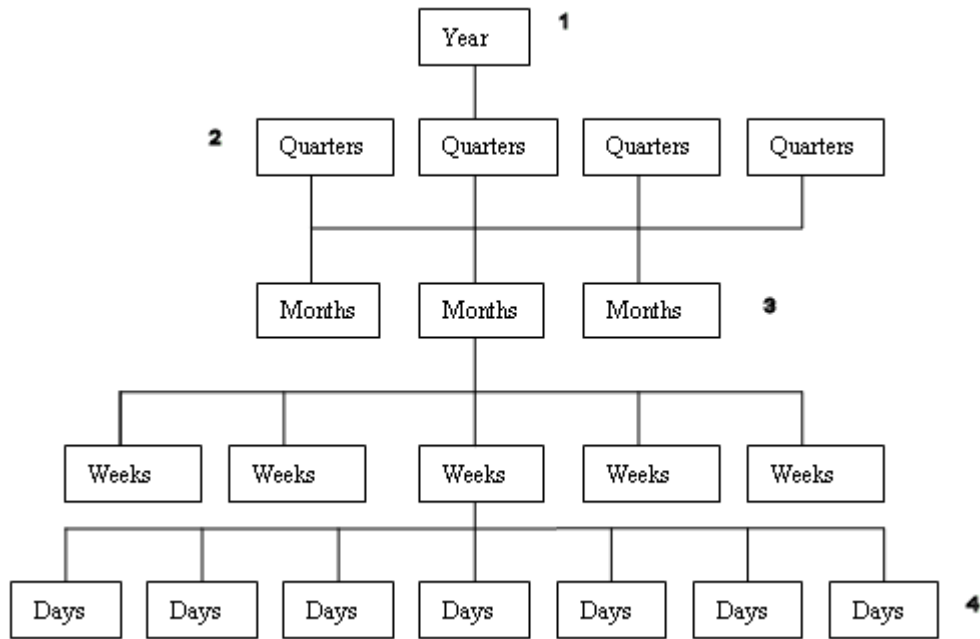 Year 1
2 Quarters Quarters Quarters Quarters
Months Months Months 3
Weeks Weeks Weeks Weeks Weeks
Days Days Days Days Days Days Days 4